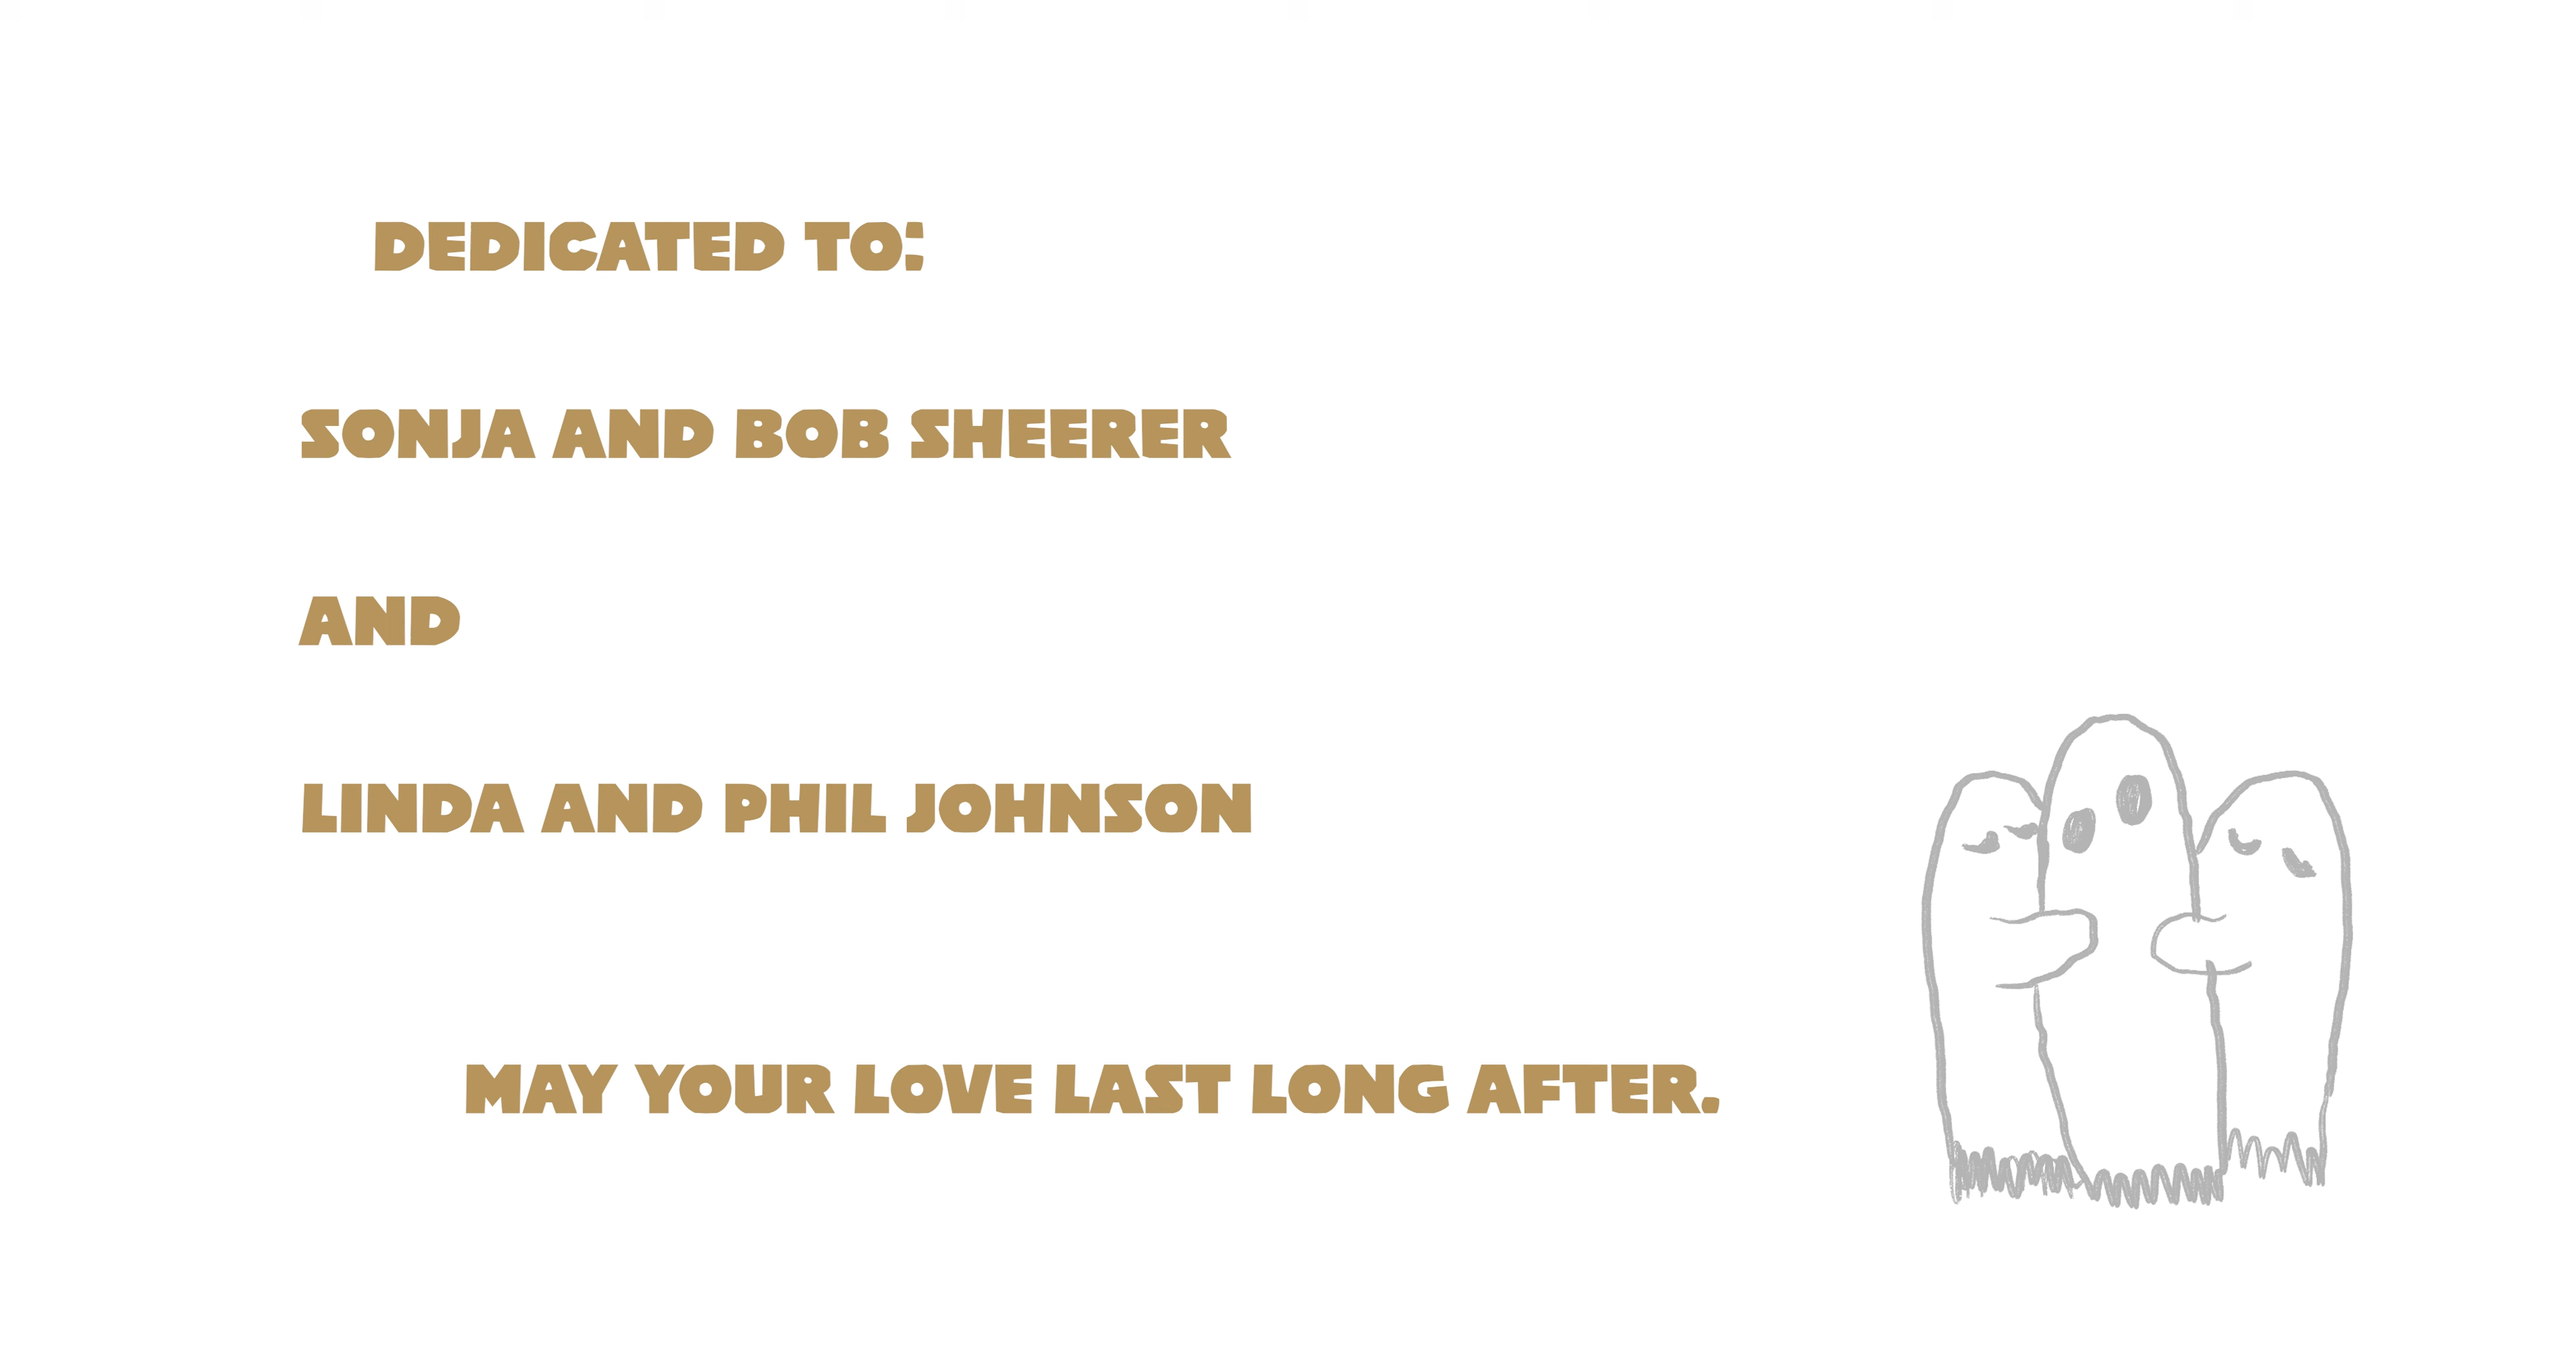 DEDICATED TO:
SONJA AND BOB SHEERER
AND
LINDA AND PHIL JOHNSON
MAY YOUR LOVE LAST LONG AFTER.